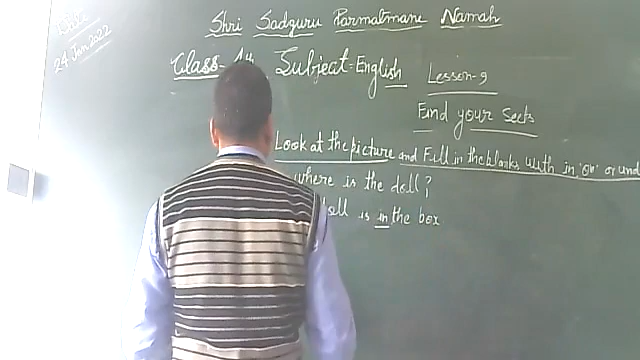 Shri Sadguru Parmatmane Namah
Date
24 Jan 2022
Class- Subject=English Lesson-9
Find your
Look at the picture and Fill in the blanks with in, 'on' or und
where is the doll?
doll is in the box